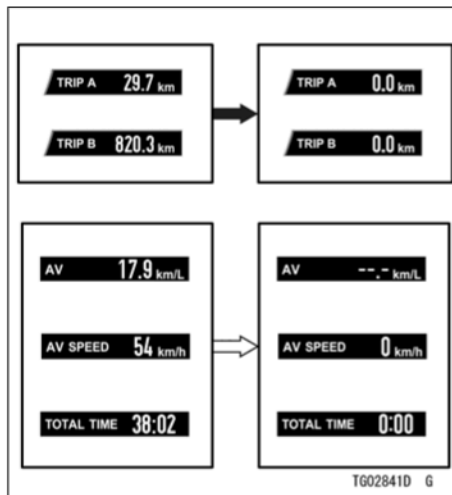 TRIP A 29.7 km
TRIP B 820.3 km
TRIP A 0.0 km
TRIP B 0.0 km
AV 17.9 km/L
AV SPEED 54 km/h
TOTAL TIME 38:02
AV --.- km/L
AV SPEED 0 km/h
TOTAL TIME 0:00
TG02841D G